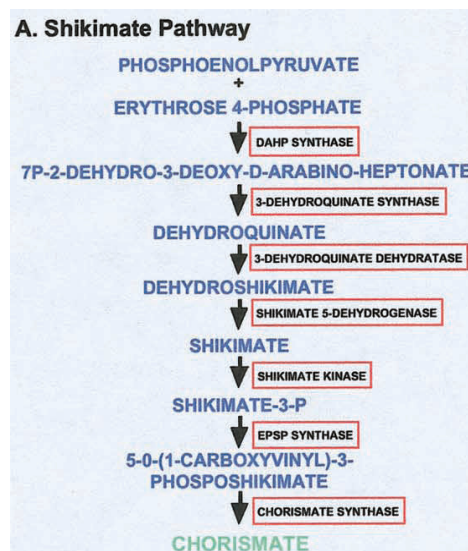 A. Shikimate Pathway
PHOSPHOENOLPYRUVATE
+
ERYTHROSE 4-PHOSPHATE
DAHP SYNTHASE
7P-2-DEHYDRO-3-DEOXY-D-ARABINO-HEPTONATE
3-DEHYDROQUINATE SYNTHASE
DEHYDROQUINATE
3-DEHYDROQUINATE DEHYDRATASE
DEHYDROSHIKIMATE
SHIKIMATE 5-DEHYDROGENASE
SHIKIMATE
SHIKIMATE KINASE
SHIKIMATE-3-P
EPSP SYNTHASE
5-0-(1-CARBOXYVINYL)-3-
PHOSPOSHIKIMATE
CHORISMATE SYNTHASE
CHORISMATE